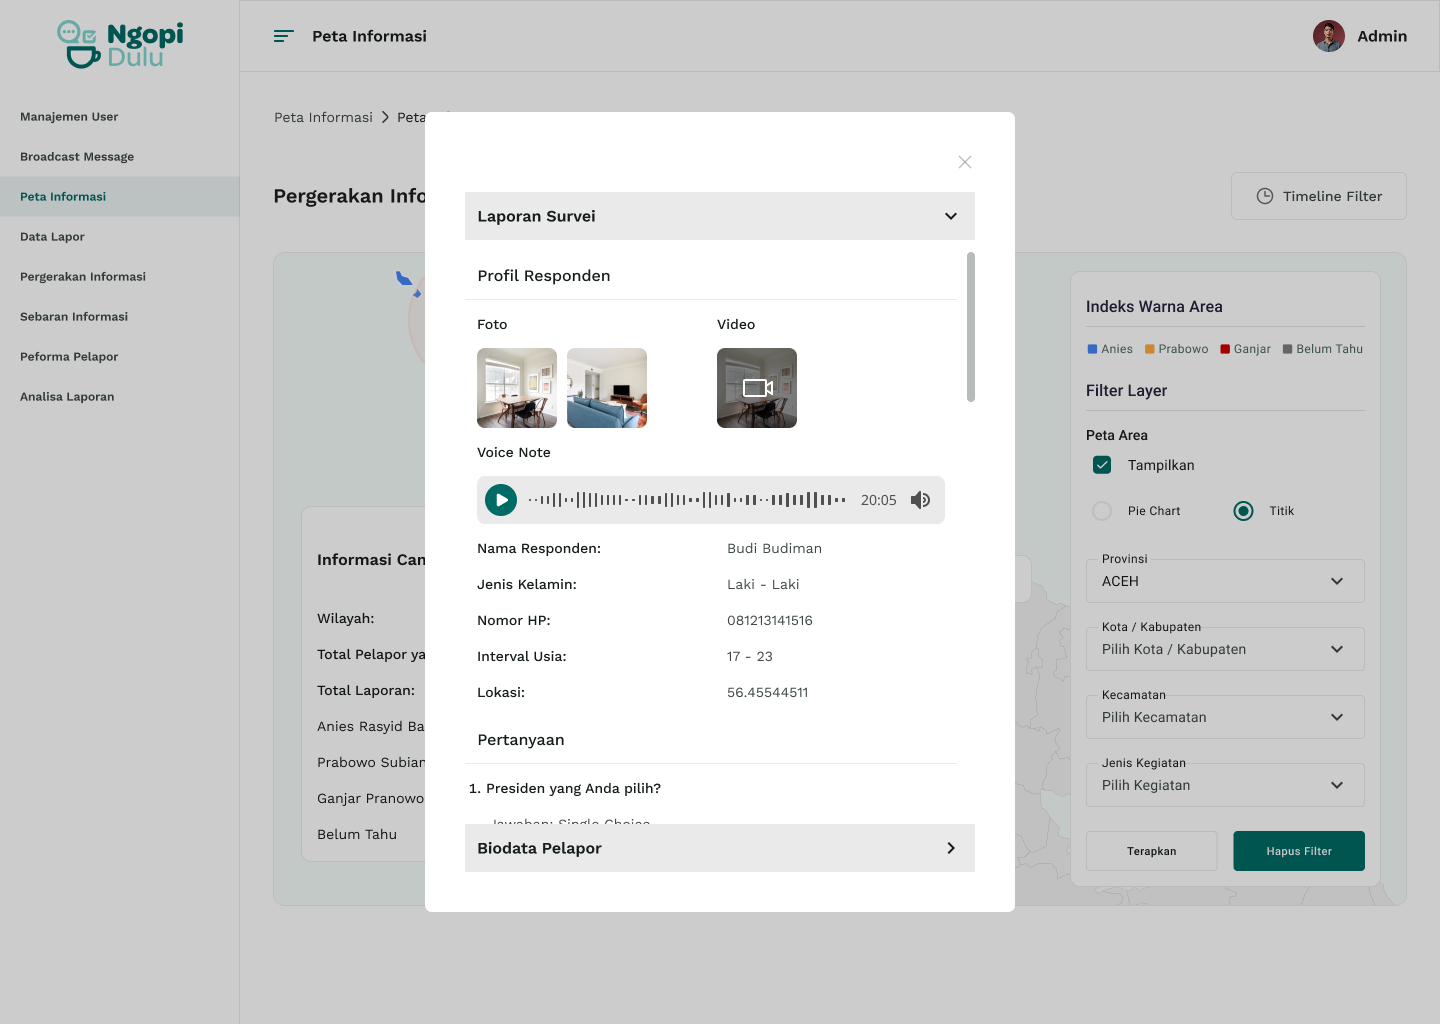 Ngopi
Dulu
Peta Informasi
Admin
Manajemen User
Broadcast Message
Peta Informasi
Data Lapor
Pergerakan Informasi
Sebaran Informasi
Peforma Pelapor
Analisa Laporan
Peta Informasi > Peta
Pergerakan Info
Timeline Filter
Informasi Can
Wilayah:
Total Pelapor ya
Total Laporan:
Anies Rasyid Ba
Prabowo Subian
Ganjar Pranowo
Belum Tahu
Laporan Survei
Profil Responden
Foto
Video
Voice Note
20:05
Nama Responden: Budi Budiman
Jenis Kelamin: Laki - Laki
Nomor HP: 081213141516
Interval Usia: 17 - 23
Lokasi: 56.45544511
Pertanyaan
1. Presiden yang Anda pilih?
Jawaban: Single Choice
Biodata Pelapor
Indeks Warna Area
Anies Prabowo Ganjar Belum Tahu
Filter Layer
Peta Area
Tampilkan
Pie Chart Titik
Provinsi
ACEH
Kota / Kabupaten
Pilih Kota / Kabupaten
Kecamatan
Pilih Kecamatan
Jenis Kegiatan
Pilih Kegiatan
Terapkan Hapus Filter